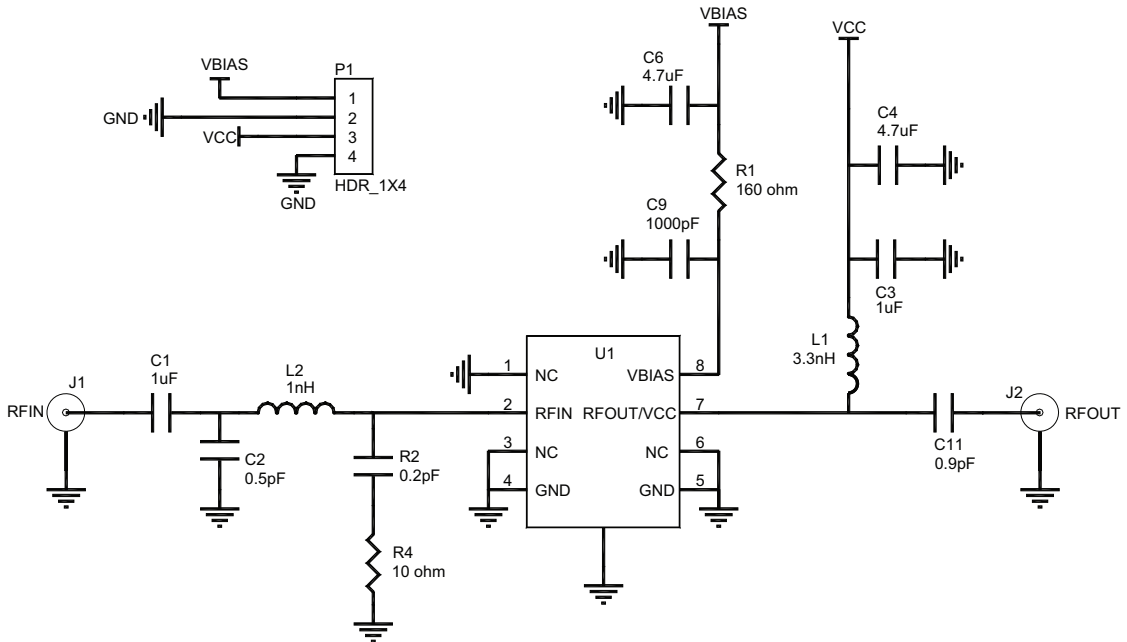 VBIAS
P1
1
GND
2
VCC
3
4
GND
HDR_1X4
VBIAS
C6
4.7uF
R1
160 ohm
C9
1000pF
VCC
C4
4.7uF
C3
1uF
L1
3.3nH
RFIN
J1
C1
1uF
L2
1nH
C2
0.5pF
R2
0.2pF
R4
10 ohm
U1
1
NC
VBIAS
8
2
RFIN
RFOUT/VCC
7
3
NC
NC
6
4
GND
GND
5
C11
0.9pF
J2
RFOUT